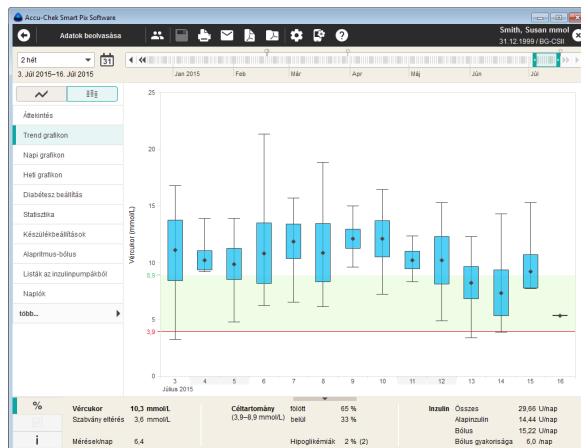 Accu-Chek Smart Pix Software
Adatok beolvasása
Smith, Susan mmol
31.12.1999 / BG-CSII
2 hét
31
3. Júl 2015–16. Júl 2015
Jan 2015 Feb Már Ápr Máj Jún Júl
Áttekintés
Trend grafikon
Napi grafikon
Heti grafikon
Diabétesz beállítás
Statisztika
Készülékbeállítások
Alapritmus-bólus
Listák az inzulinpumpákból
Naplók
több...
Vércukor (mmol/L)
25
20
15
10
8,9
5
3,9
0
3 4 5 6 7 8 9 10 11 12 13 14 15 16
Július 2015
%
i
Vércukor 10,3 mmol/L
Szabvány eltérés 3,6 mmol/L
Mérések/nap 6,4
Céltartomány fölött 65 %
(3,9–8,9 mmol/L) belül 33 %
Hipoglikémiák 2 % (2)
Inzulin Összes 29,66 U/nap
Alapinzulin 14,44 U/nap
Bólus 15,22 U/nap
Bólus gyakorisága 6,0 /nap